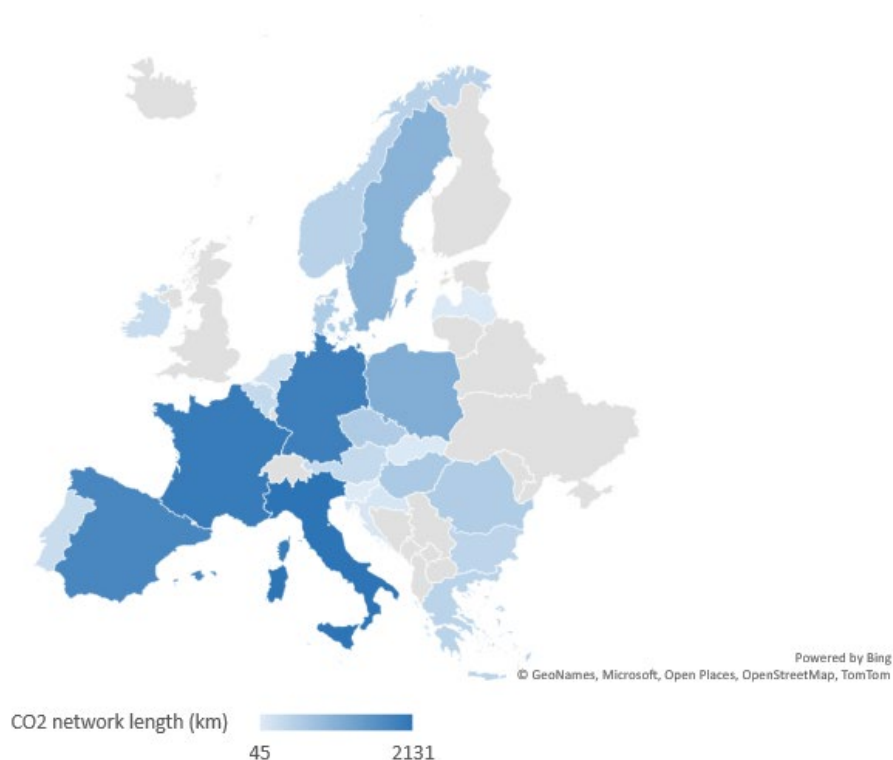 Powered by Bing
© GeoNames, Microsoft, Open Places, OpenStreetMap, TomTom
CO2 network length (km)
45
2131